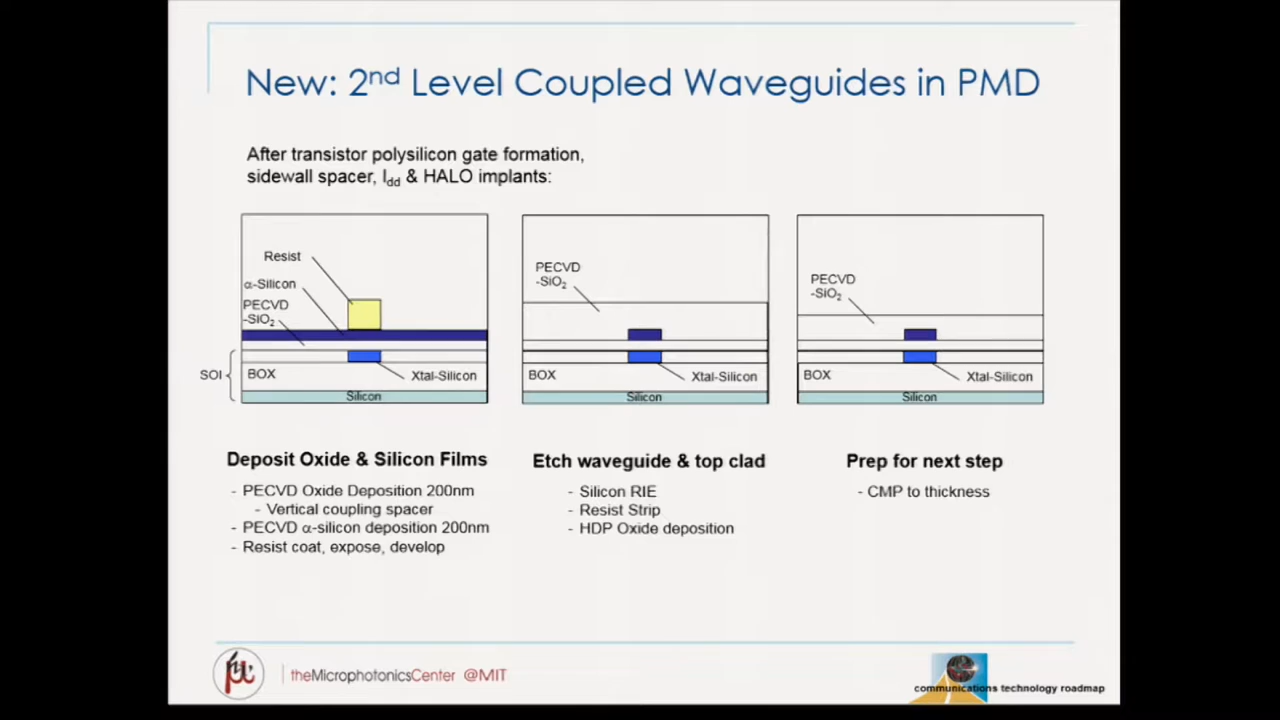 New: 2nd Level Coupled Waveguides in PMD
After transistor polysilicon gate formation,
sidewall spacer, Idd & HALO implants:
Resist
α-Silicon
PECVD
-SiO2
SOI
BOX
Xtal-Silicon
Silicon
PECVD
-SiO2
BOX
Xtal-Silicon
Silicon
PECVD
-SiO2
BOX
Xtal-Silicon
Silicon
Deposit Oxide & Silicon Films
- PECVD Oxide Deposition 200nm
- Vertical coupling spacer
- PECVD α-silicon deposition 200nm
- Resist coat, expose, develop
Etch waveguide & top clad
- Silicon RIE
- Resist Strip
- HDP Oxide deposition
Prep for next step
- CMP to thickness
μ
theMicrophotonicsCenter @MIT
communications technology roadmap